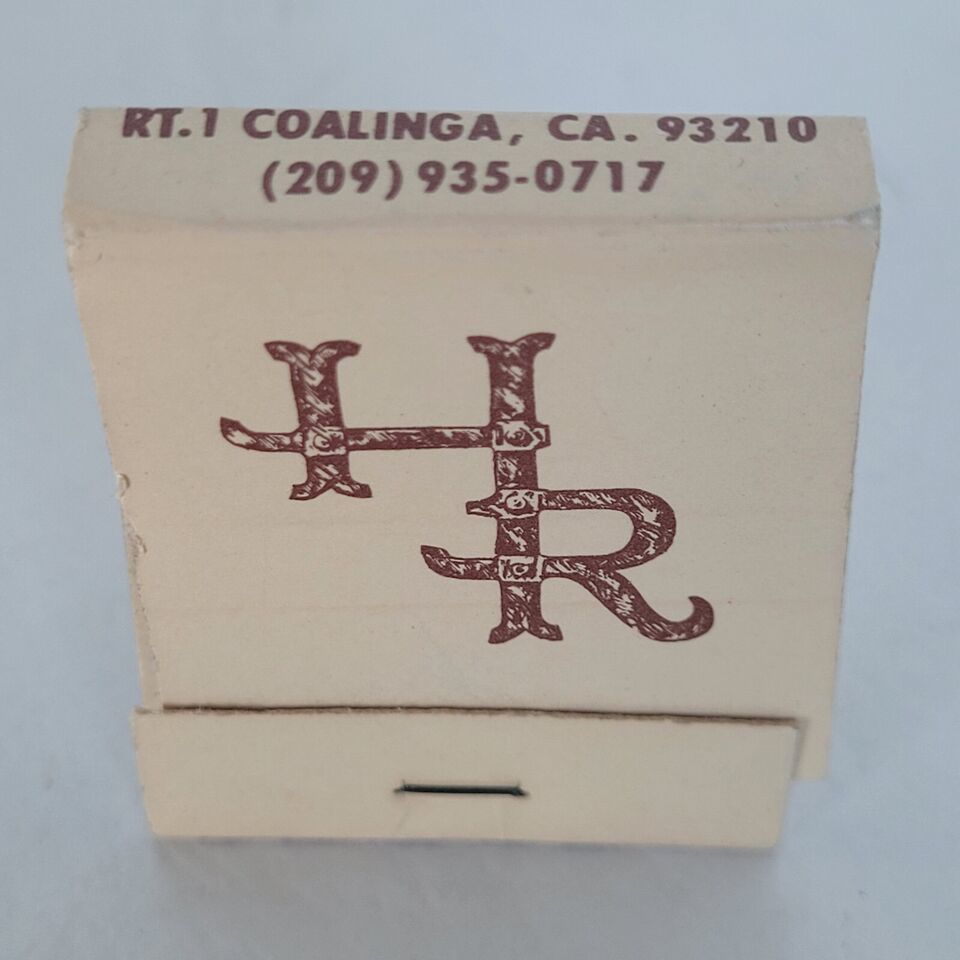 RT.1 COALINGA, CA. 93210
(209) 935-0717
HR